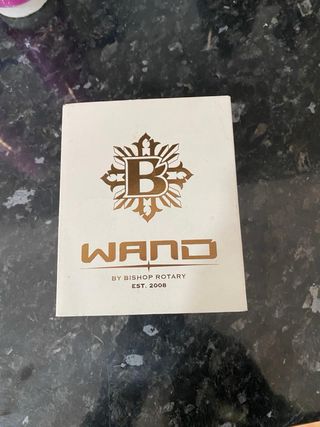 B
WAND
BY BISHOP ROTARY
EST. 2008